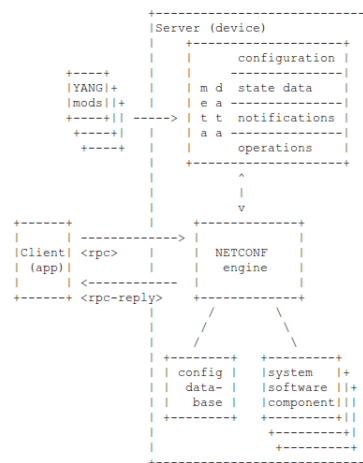 Server (device)
configuration
YANG
m d state data
mods
e a
t t notifications
a a
operations
Client <rpc> NETCONF
(app) engine
<rpc-reply>
config system
data- software
base component